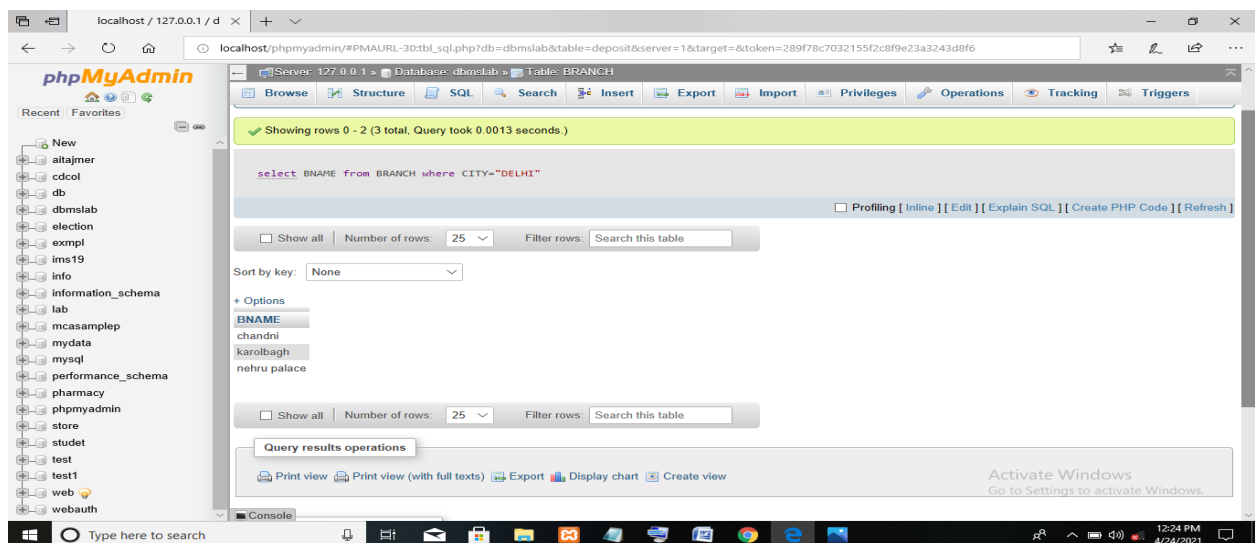 localhost / 127.0.0.1 / d
localhost/phpmyadmin/#PMAURL-30:tbl_sql.php?db=dbmslab&table=deposit&server=1&target=&token=289f78c7032155f2c8f9e23a3243d8f6
phpMyAdmin
Recent Favorites
New
aitajmer
cdcol
db
dbmslab
election
exmpl
ims19
info
information_schema
lab
mcasamplep
mydata
mysql
performance_schema
pharmacy
phpmyadmin
store
studet
test
test1
web
webauth
Server: 127.0.0.1 » Database: dbmslab » Table: BRANCH
Browse Structure SQL Search Insert Export Import Privileges Operations Tracking Triggers
Showing rows 0 - 2 (3 total, Query took 0.0013 seconds.)
select BNAME from BRANCH where CITY="DELHI"
Profiling [ Inline ] [ Edit ] [ Explain SQL ] [ Create PHP Code ] [ Refresh ]
Show all Number of rows: 25 Filter rows: Search this table
Sort by key: None
+ Options
BNAME
chandni
karolbagh
nehru palace
Show all Number of rows: 25 Filter rows: Search this table
Query results operations
Print view Print view (with full texts) Export Display chart Create view
Console
Activate Windows
Go to Settings to activate Windows.
Type here to search
12:24 PM
4/24/2021